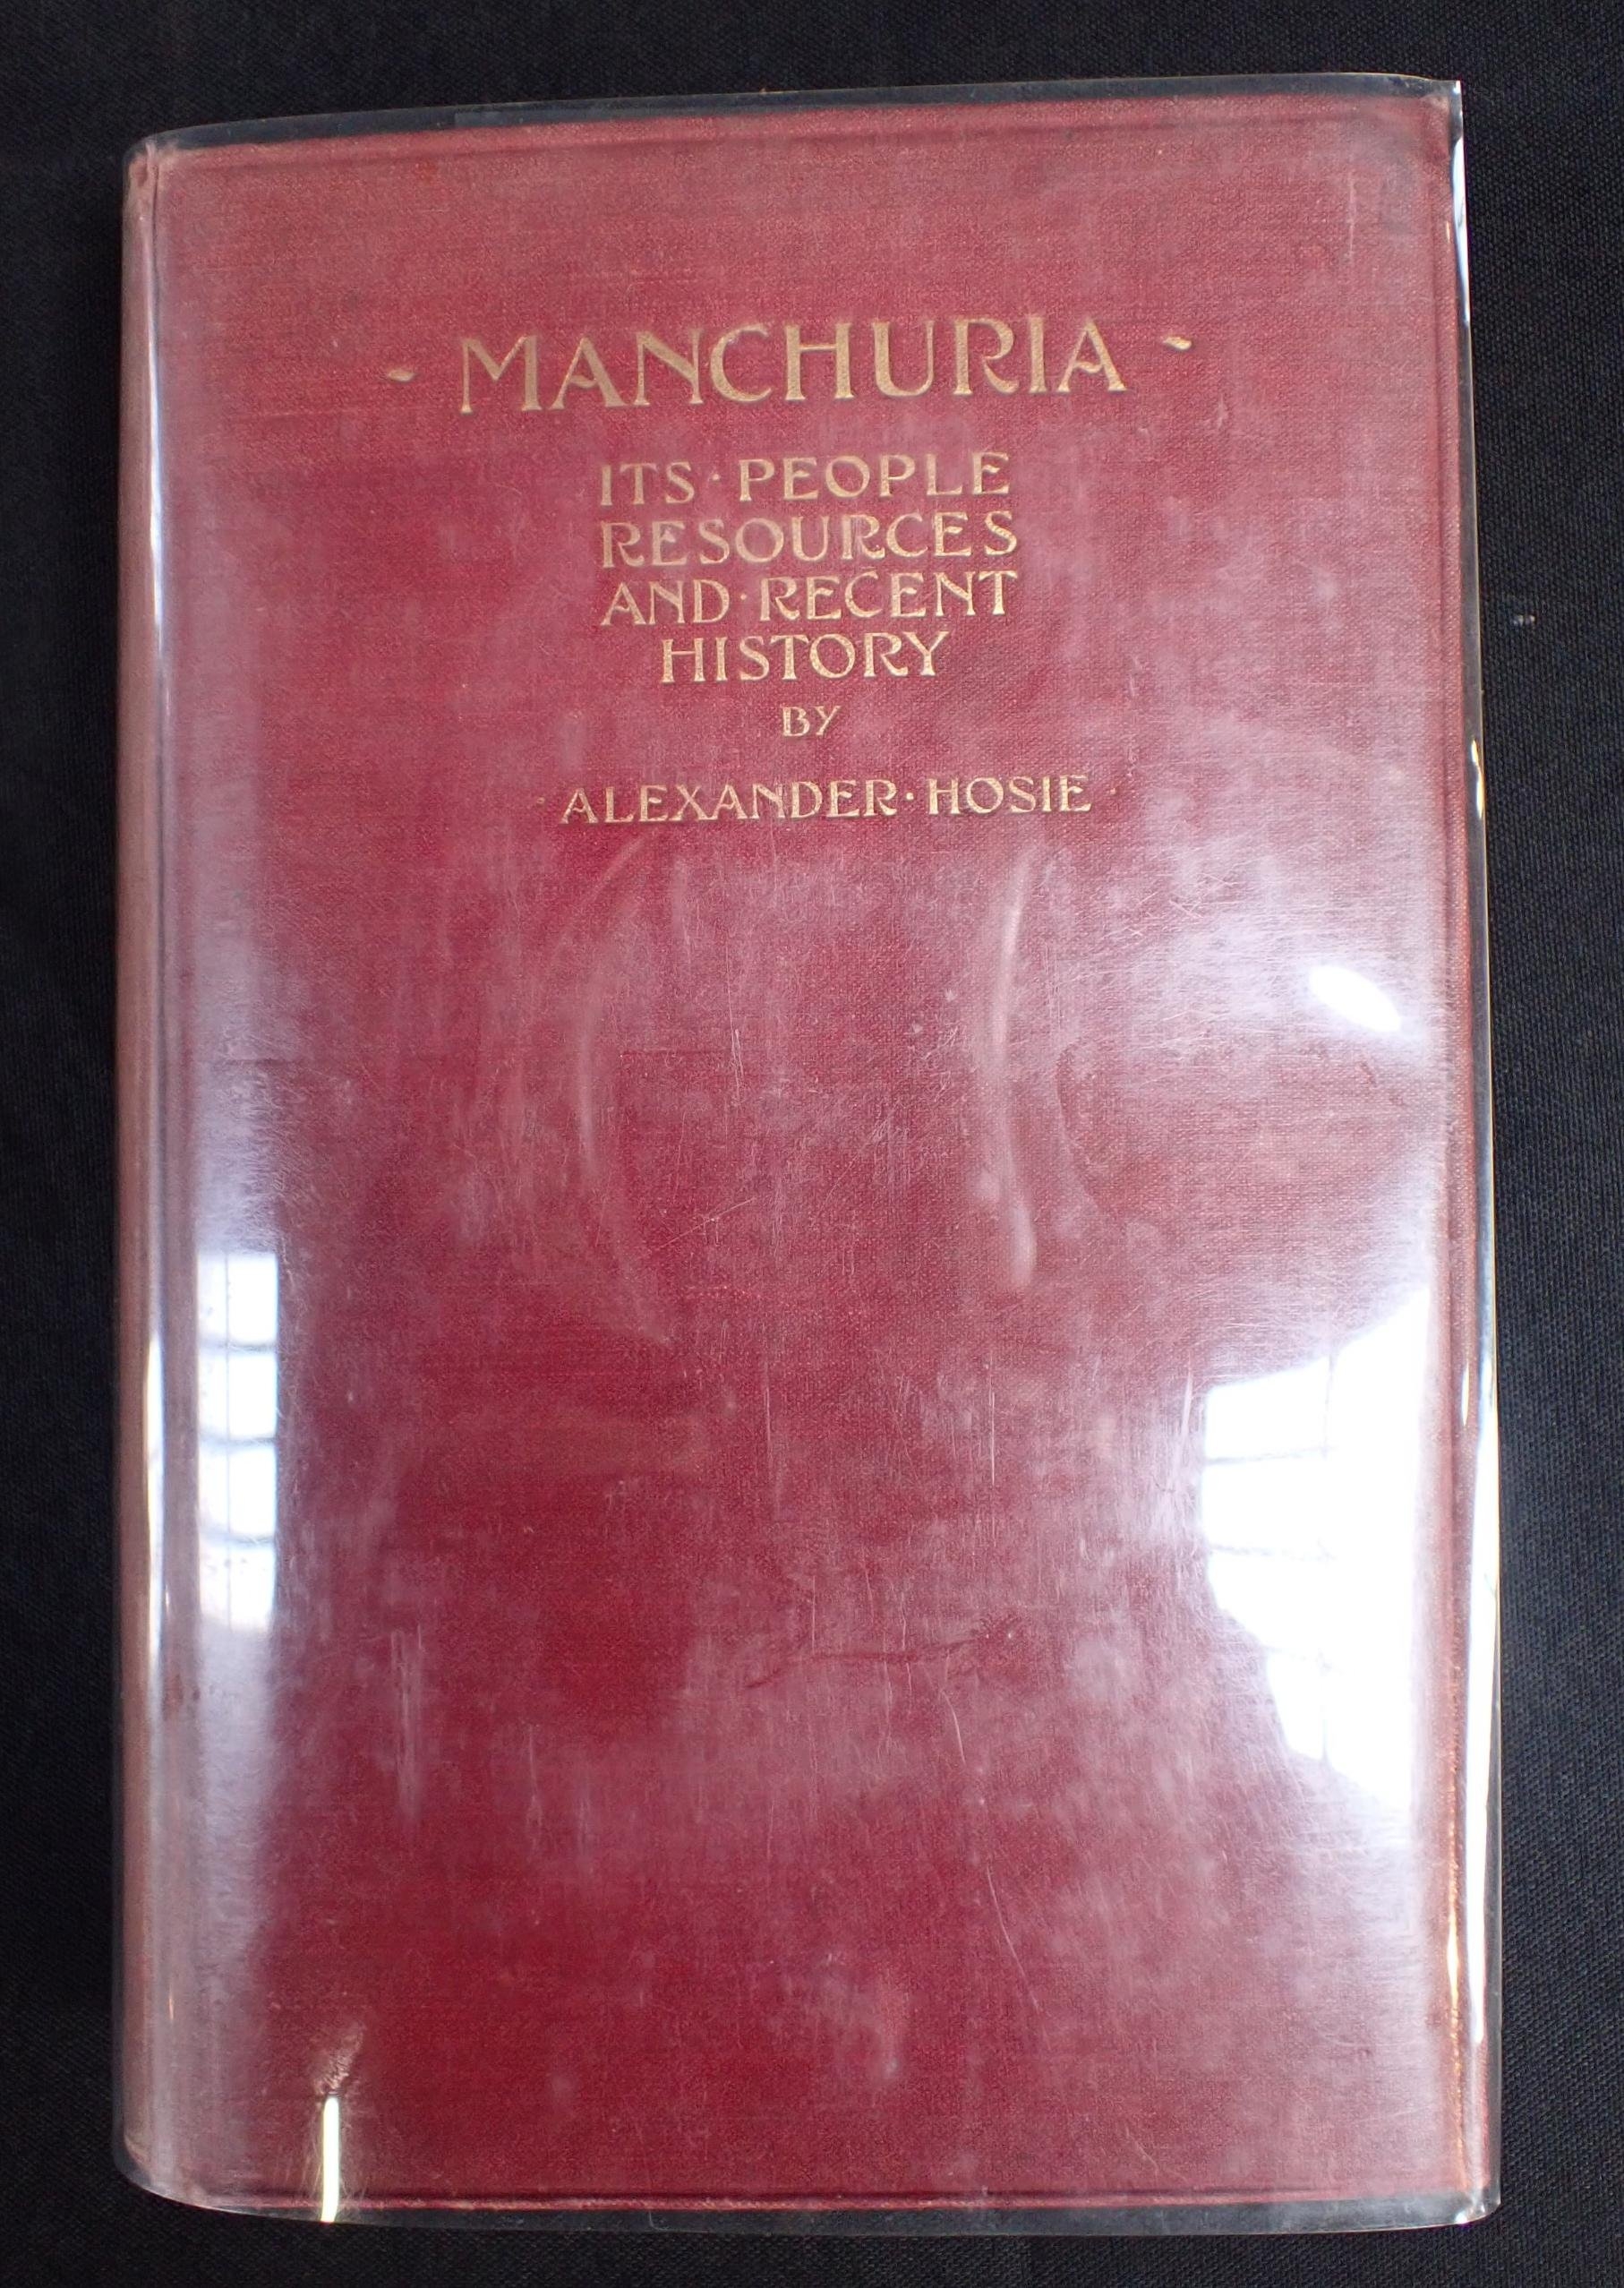 MANCHURIA
ITS·PEOPLE
RESOURCES
AND·RECENT
HISTORY
BY
ALEXANDER·HOSIE